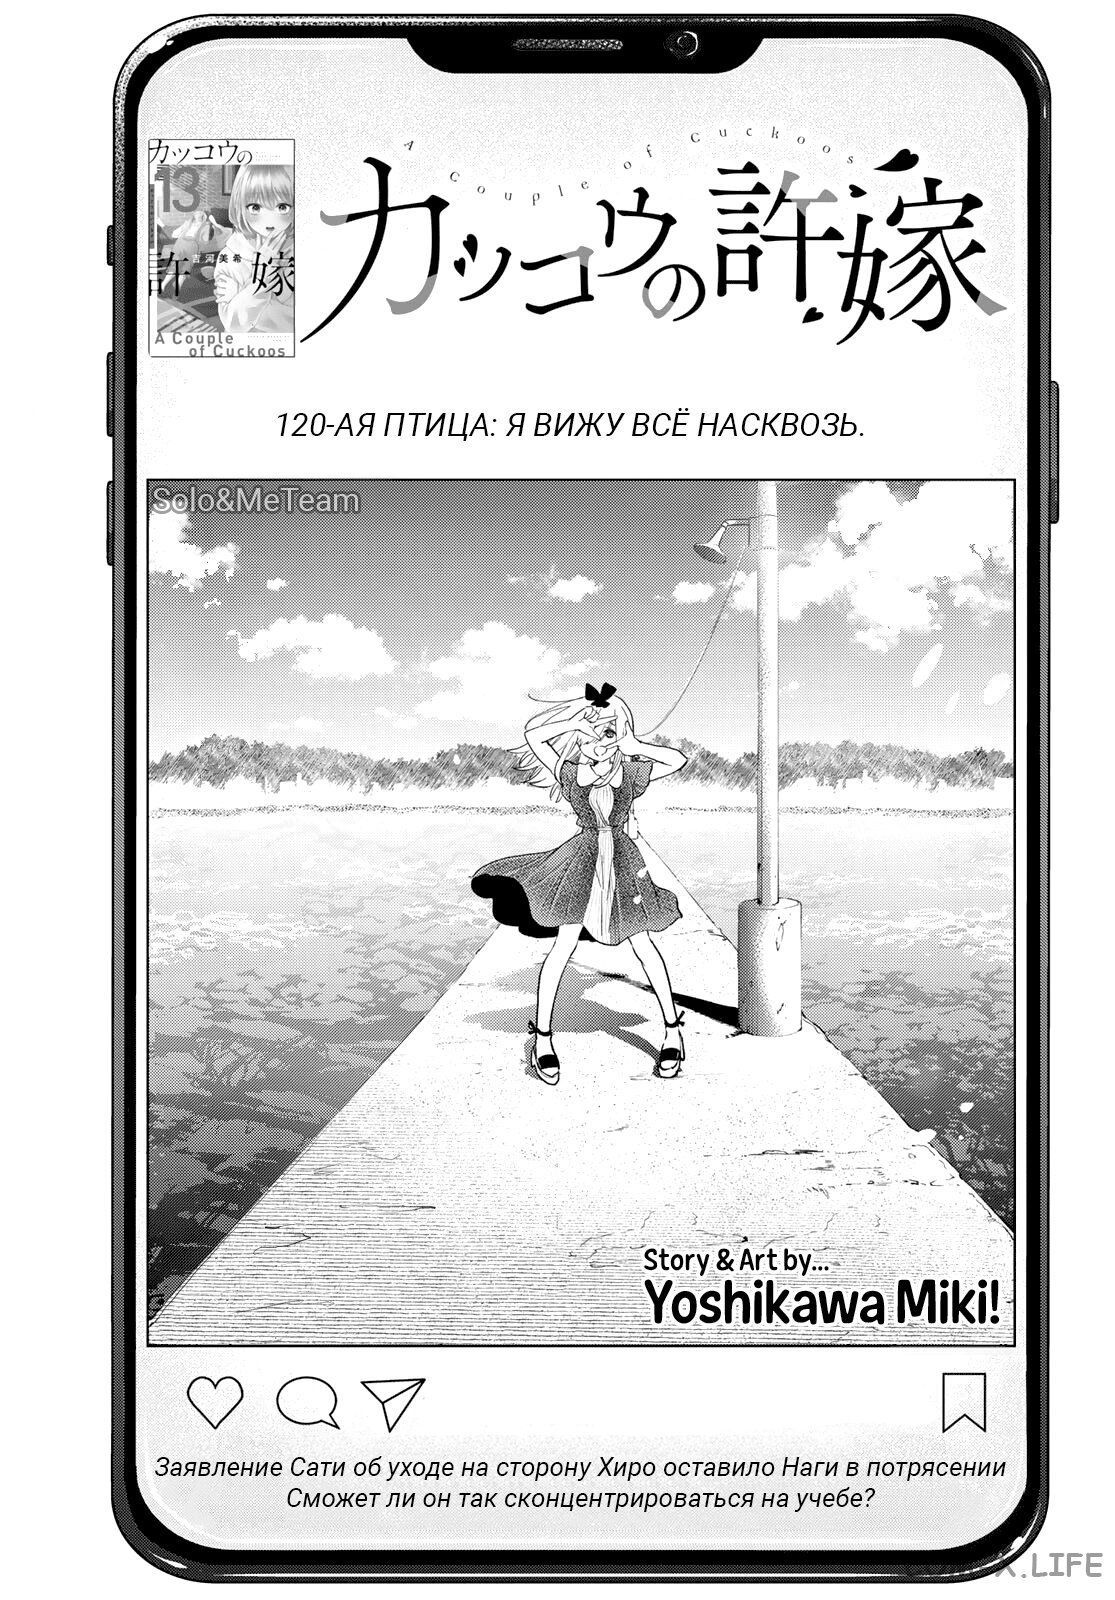 カッコウの
13
吉河美希
許嫁
A Couple
of Cuckoos
A Couple of Cuckoos
カッコウの許嫁
120-АЯ ПТИЦА: Я ВИЖУ ВСЁ НАСКВОЗЬ.
Solo&MeTeam
Story & Art by...
Yoshikawa Miki!
Заявление Сати об уходе на сторону Хиро оставило Наги в потрясении
Сможет ли он так сконцентрироваться на учебе?
X.LIFE